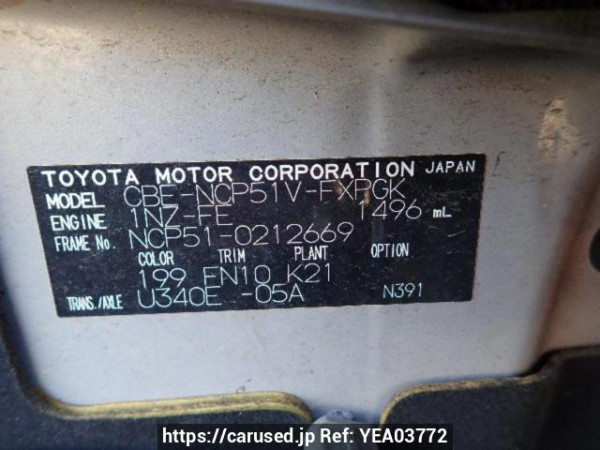 TOYOTA MOTOR CORPORATION JAPAN
MODEL CBE-NCP51V-EXPGK
ENGINE 1NZ-FE 1496 mL
FRAME No. NCP51-0212669
COLOR TRIM PLANT OPTION
199 FN10 K21
TRANS./AXLE U340E -05A N391
https://carused.jp Ref: YEA03772